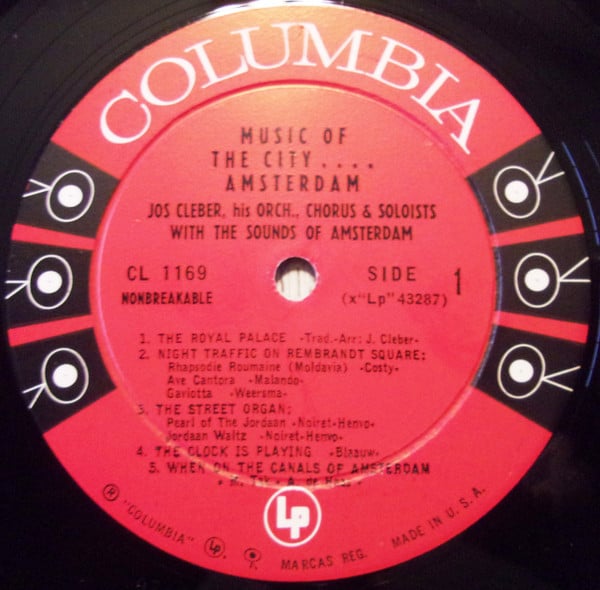 COLUMBIA
MUSIC OF
THE CITY....
AMSTERDAM
JOS CLEBER, his ORCH., CHORUS & SOLOISTS
WITH THE SOUNDS OF AMSTERDAM
CL 1169
SIDE 1
NONBREAKABLE
(x"Lp" 43287)
1. THE ROYAL PALACE -Trad.-Arr: J. Cleber-
2. NIGHT TRAFFIC ON REMBRANDT SQUARE:
Rhapsodie Roumaine (Moldavia) -Costy-
Ave Cantora -Malando-
Gaviotta -Weersma-
3. THE STREET ORGAN:
Pearl of The Jordaan -Noiret-Henvo-
Jordaan Waltz -Noiret-Henvo-
4. THE CLOCK IS PLAYING -Blaauw-
5. WHEN ON THE CANALS OF AMSTERDAM
Lp
® "COLUMBIA" Lp MARCAS REG. MADE IN U.S.A.